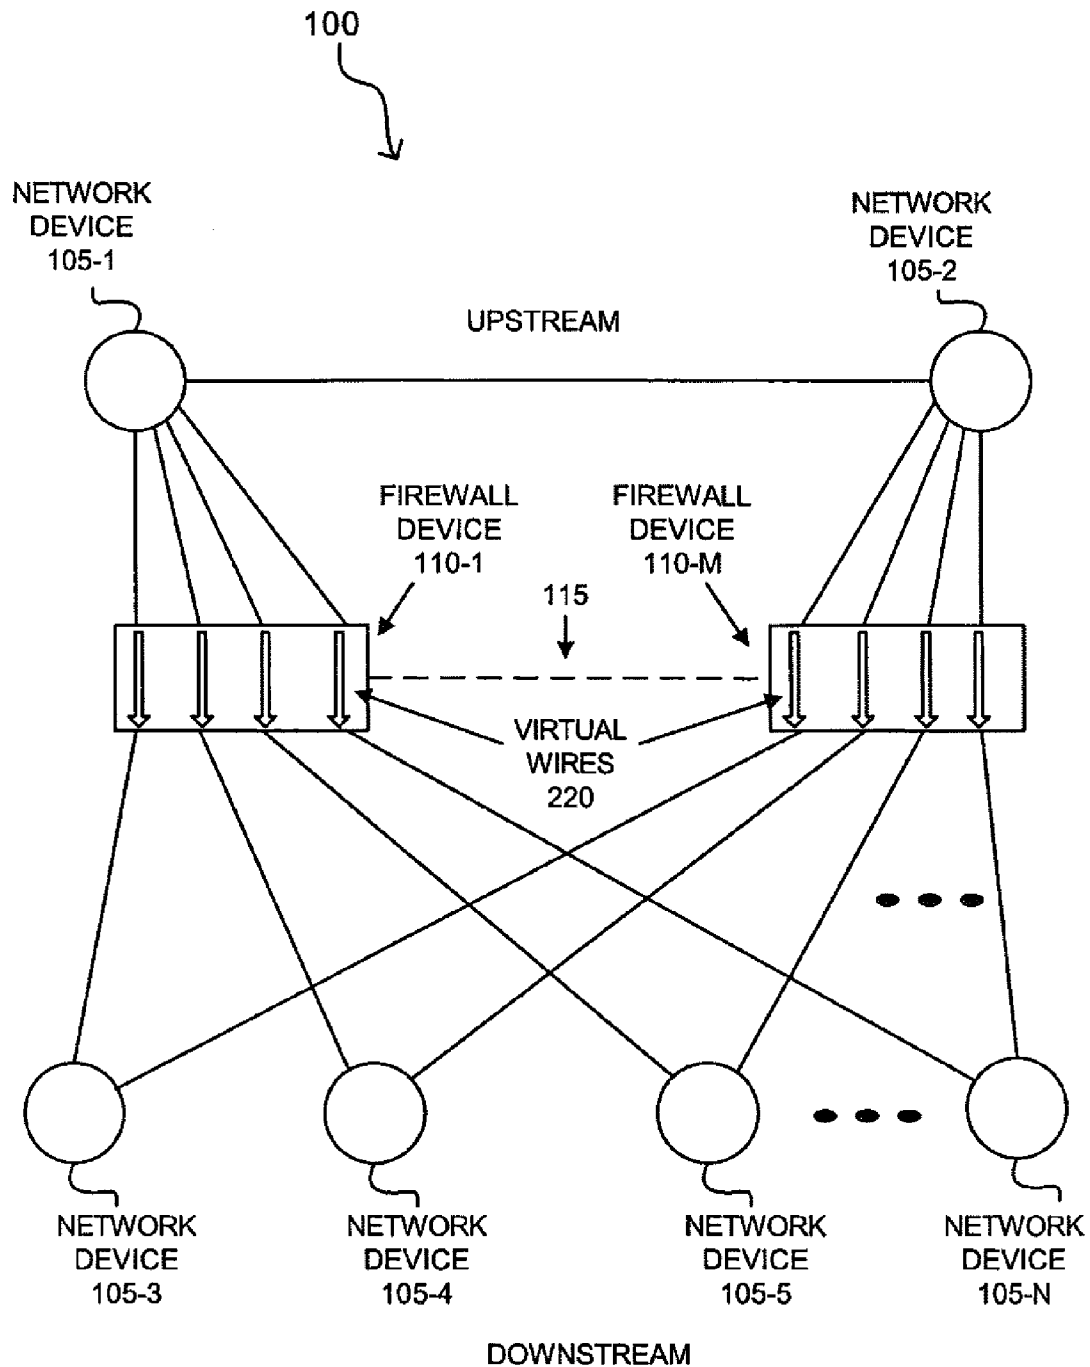 100
NETWORK
DEVICE
105-1
NETWORK
DEVICE
105-2
UPSTREAM
FIREWALL
DEVICE
110-1
FIREWALL
DEVICE
110-M
115
VIRTUAL
WIRES
220
NETWORK
DEVICE
105-3
NETWORK
DEVICE
105-4
NETWORK
DEVICE
105-5
NETWORK
DEVICE
105-N
DOWNSTREAM